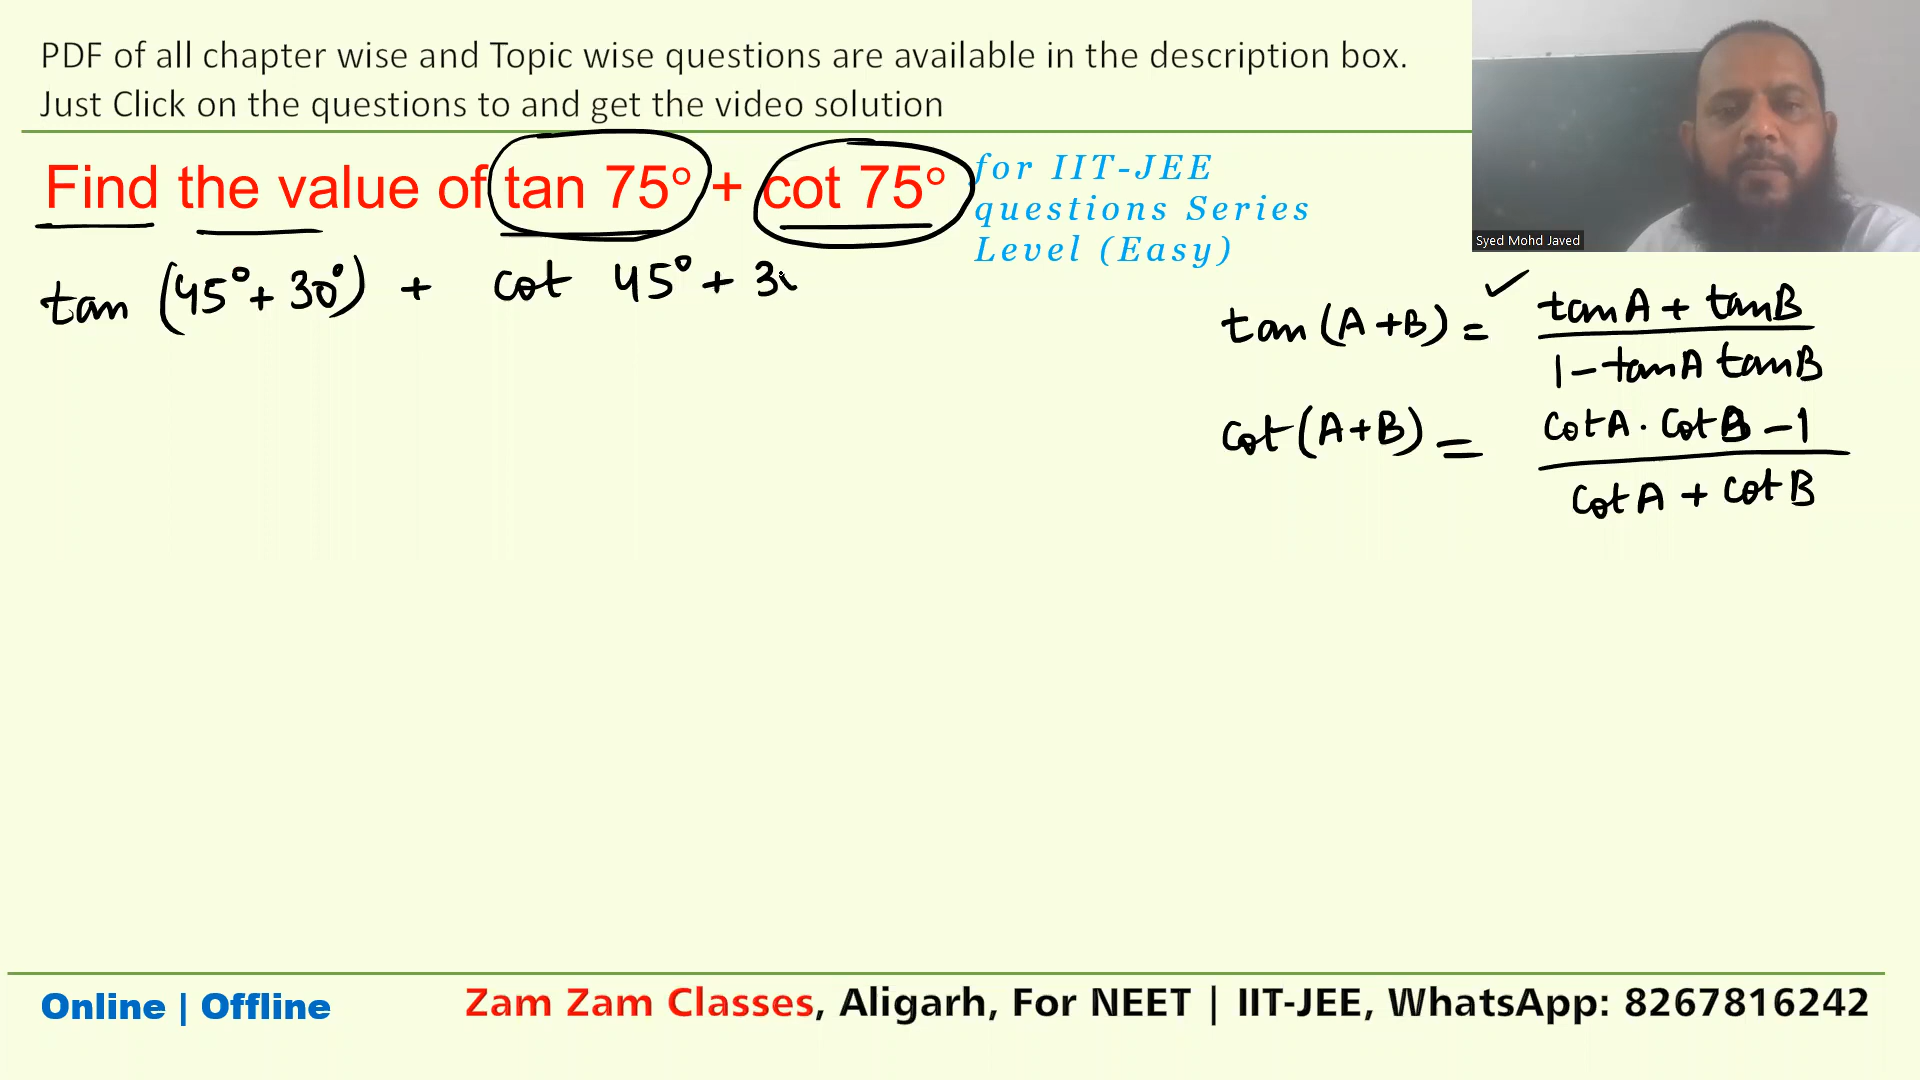 PDF of all chapter wise and Topic wise questions are available in the description box.
Just Click on the questions to and get the video solution
Find the value of tan 75° + cot 75°
for IIT-JEE
questions Series
Level (Easy)
Syed Mohd Javed
tan (45°+30°) + cot 45°+30
tan(A+B) = ✓ tanA + tanB
1-tanA tanB
cot(A+B) = cotA . cotB -1
cotA + cotB
Online | Offline
Zam Zam Classes, Aligarh, For NEET | IIT-JEE, WhatsApp: 8267816242